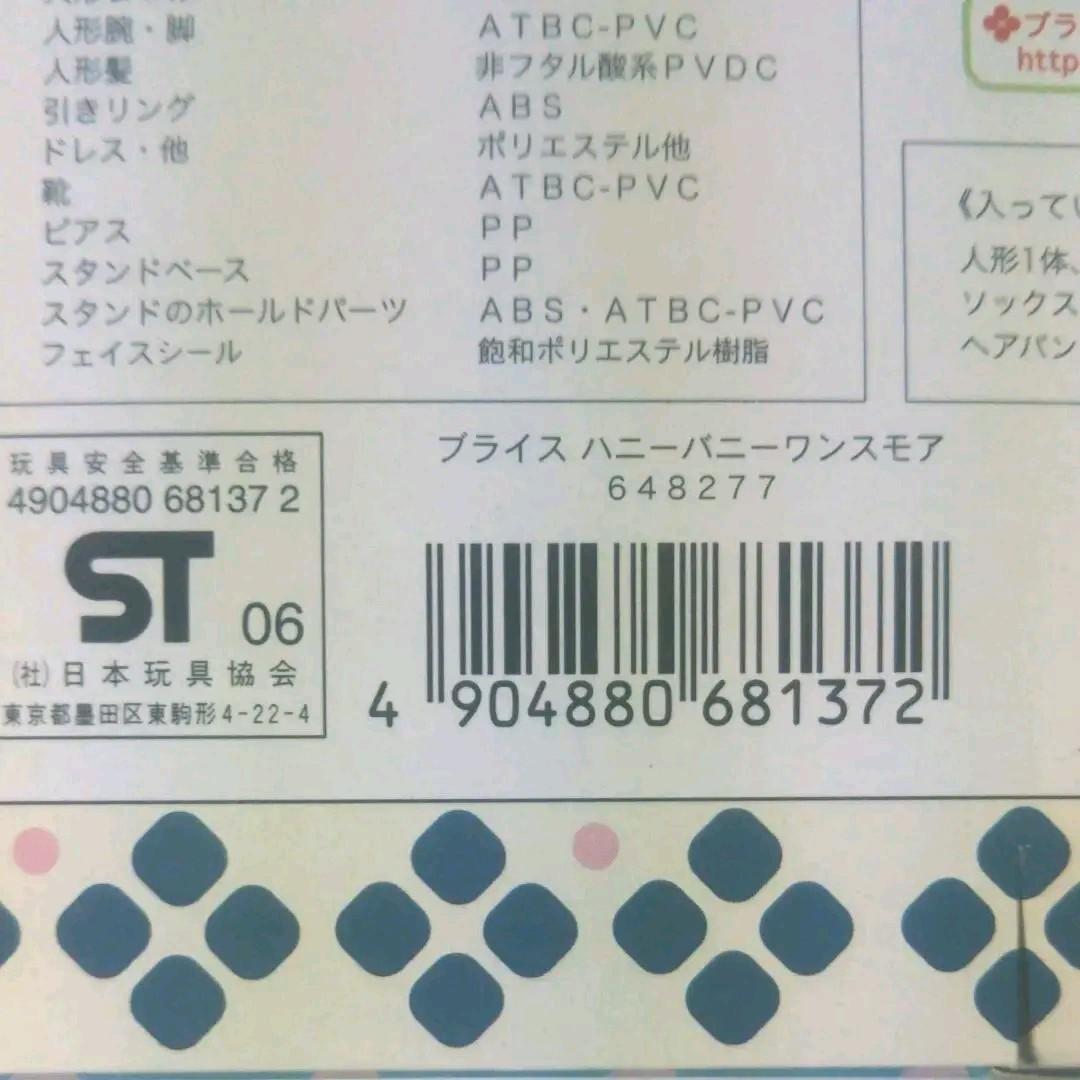 人形腕・脚 ATBC-PVC
人形髪 非フタル酸系PVDC
引きリング ABS
ドレス・他 ポリエステル他
靴 ATBC-PVC
ピアス PP
スタンドベース PP
スタンドのホールドパーツ ABS・ATBC-PVC
フェイスシール 飽和ポリエステル樹脂
ブラ
http
《入ってい
人形1体、
ソックス
ヘアバン
玩具安全基準合格
4904880 68137 2
ST 06
(社)日本玩具協会
東京都墨田区東駒形4-22-4
ブライス ハニーバニーワンスモア
648277
4 904880 681372